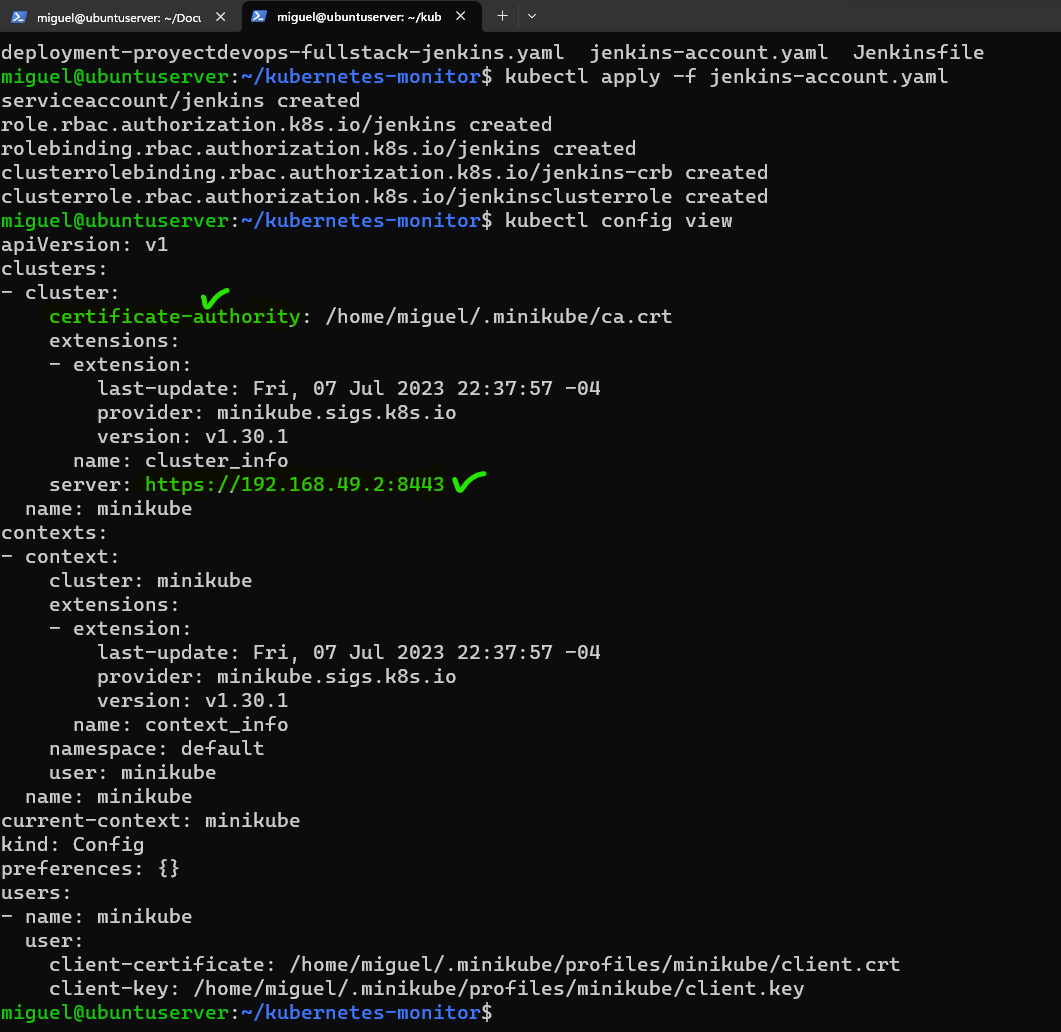 miguel@ubuntuserver: ~/Docu
miguel@ubuntuserver: ~/kub
deployment-proyectdevops-fullstack-jenkins.yaml  jenkins-account.yaml  Jenkinsfile
miguel@ubuntuserver:~/kubernetes-monitor$ kubectl apply -f jenkins-account.yaml
serviceaccount/jenkins created
role.rbac.authorization.k8s.io/jenkins created
rolebinding.rbac.authorization.k8s.io/jenkins created
clusterrolebinding.rbac.authorization.k8s.io/jenkins-crb created
clusterrole.rbac.authorization.k8s.io/jenkinsclusterrole created
miguel@ubuntuserver:~/kubernetes-monitor$ kubectl config view
apiVersion: v1
clusters:
- cluster:
    certificate-authority: /home/miguel/.minikube/ca.crt
    extensions:
    - extension:
        last-update: Fri, 07 Jul 2023 22:37:57 -04
        provider: minikube.sigs.k8s.io
        version: v1.30.1
      name: cluster_info
    server: https://192.168.49.2:8443
  name: minikube
contexts:
- context:
    cluster: minikube
    extensions:
    - extension:
        last-update: Fri, 07 Jul 2023 22:37:57 -04
        provider: minikube.sigs.k8s.io
        version: v1.30.1
      name: context_info
    namespace: default
    user: minikube
  name: minikube
current-context: minikube
kind: Config
preferences: {}
users:
- name: minikube
  user:
    client-certificate: /home/miguel/.minikube/profiles/minikube/client.crt
    client-key: /home/miguel/.minikube/profiles/minikube/client.key
miguel@ubuntuserver:~/kubernetes-monitor$